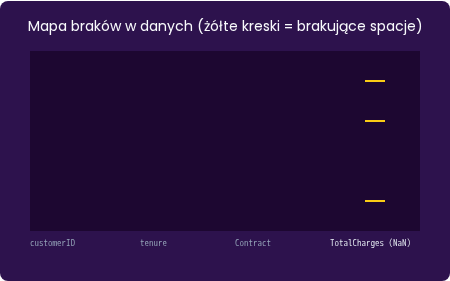 Mapa braków w danych (żółte kreski = brakujące spacje)
customerID tenure Contract TotalCharges (NaN)